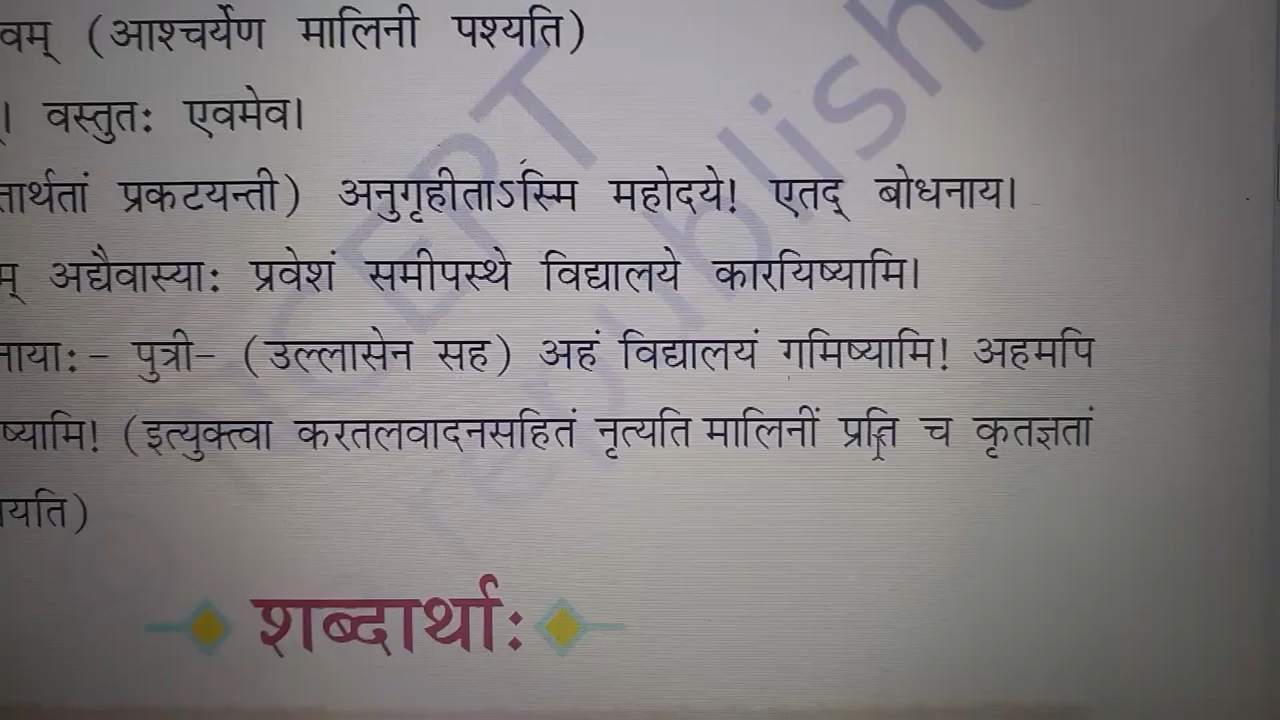 वम् (आश्चर्येण मालिनी पश्यति)
। वस्तुतः एवमेव।
तार्थतां प्रकटयन्ती) अनुगृहीताऽस्मि महोदये! एतद् बोधनाय।
म् अद्यैवास्याः प्रवेशं समीपस्थे विद्यालये कारयिष्यामि।
नायाः- पुत्री- (उल्लासेन सह) अहं विद्यालयं गमिष्यामि! अहमपि
ष्यामि! (इत्युक्त्वा करतलवादनसहितं नृत्यति मालिनीं प्रति च कृतज्ञतां
यति)
शब्दार्थाः